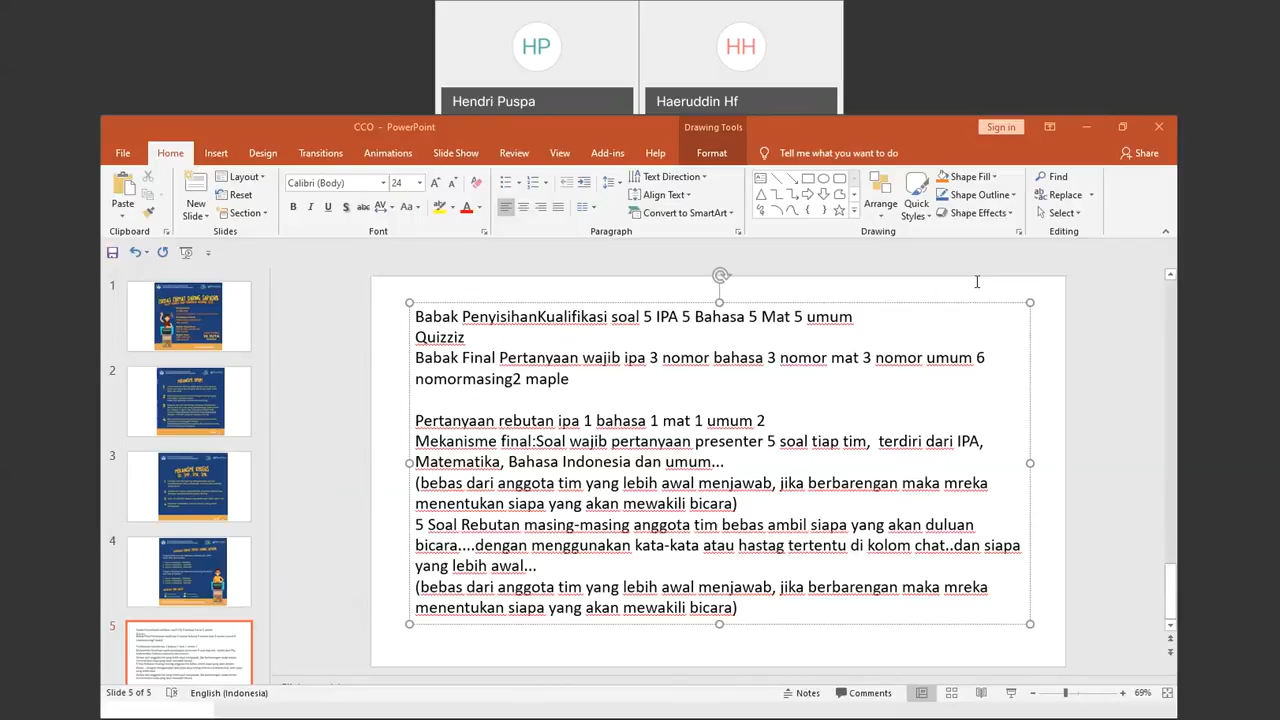 HP
HH
Hendri Puspa
Haeruddin Hf
CCO - PowerPoint
Drawing Tools
Sign in
File Home Insert Design Transitions Animations Slide Show Review View Add-ins Help Format Tell me what you want to do Share
Paste
Clipboard
New Slide
Layout
Reset
Section
Slides
Calibri (Body) 24
B I U S abc AV Aa A
Font
Text Direction
Align Text
Convert to SmartArt
Paragraph
Arrange
Quick Styles
Shape Fill
Shape Outline
Shape Effects
Drawing
Find
Replace
Select
Editing
1
2
3
4
5
Babak PenyisihanKualifikasi soal 5 IPA 5 Bahasa 5 Mat 5 umum
Quizziz
Babak Final Pertanyaan wajib ipa 3 nomor bahasa 3 nomor mat 3 nomor umum 6
nomormasing2 maple
Pertanyaan rebutan ipa 1 bahasa 1 mat 1 umum 2
Mekanisme final:Soal wajib pertanyaan presenter 5 soal tiap tim, terdiri dari IPA,
Matematika, Bahasa Indonesia dan umum...
(bebas dari anggota tim yang lebih awal menjawab, jika berbarengan maka mreka
menentukan siapa yang akan mewakili bicara)
5 Soal Rebutan masing-masing anggota tim bebas ambil siapa yang akan duluan
bicara....dengan menggunakan kata-kata atau hastag tertentu di kolom chat..dan siapa
yang lebih awal...
(bebas dari anggota tim yang lebih awal menjawab, jika berbarengan maka mreka
menentukan siapa yang akan mewakili bicara)
Slide 5 of 5 English (Indonesia) Notes Comments 69%